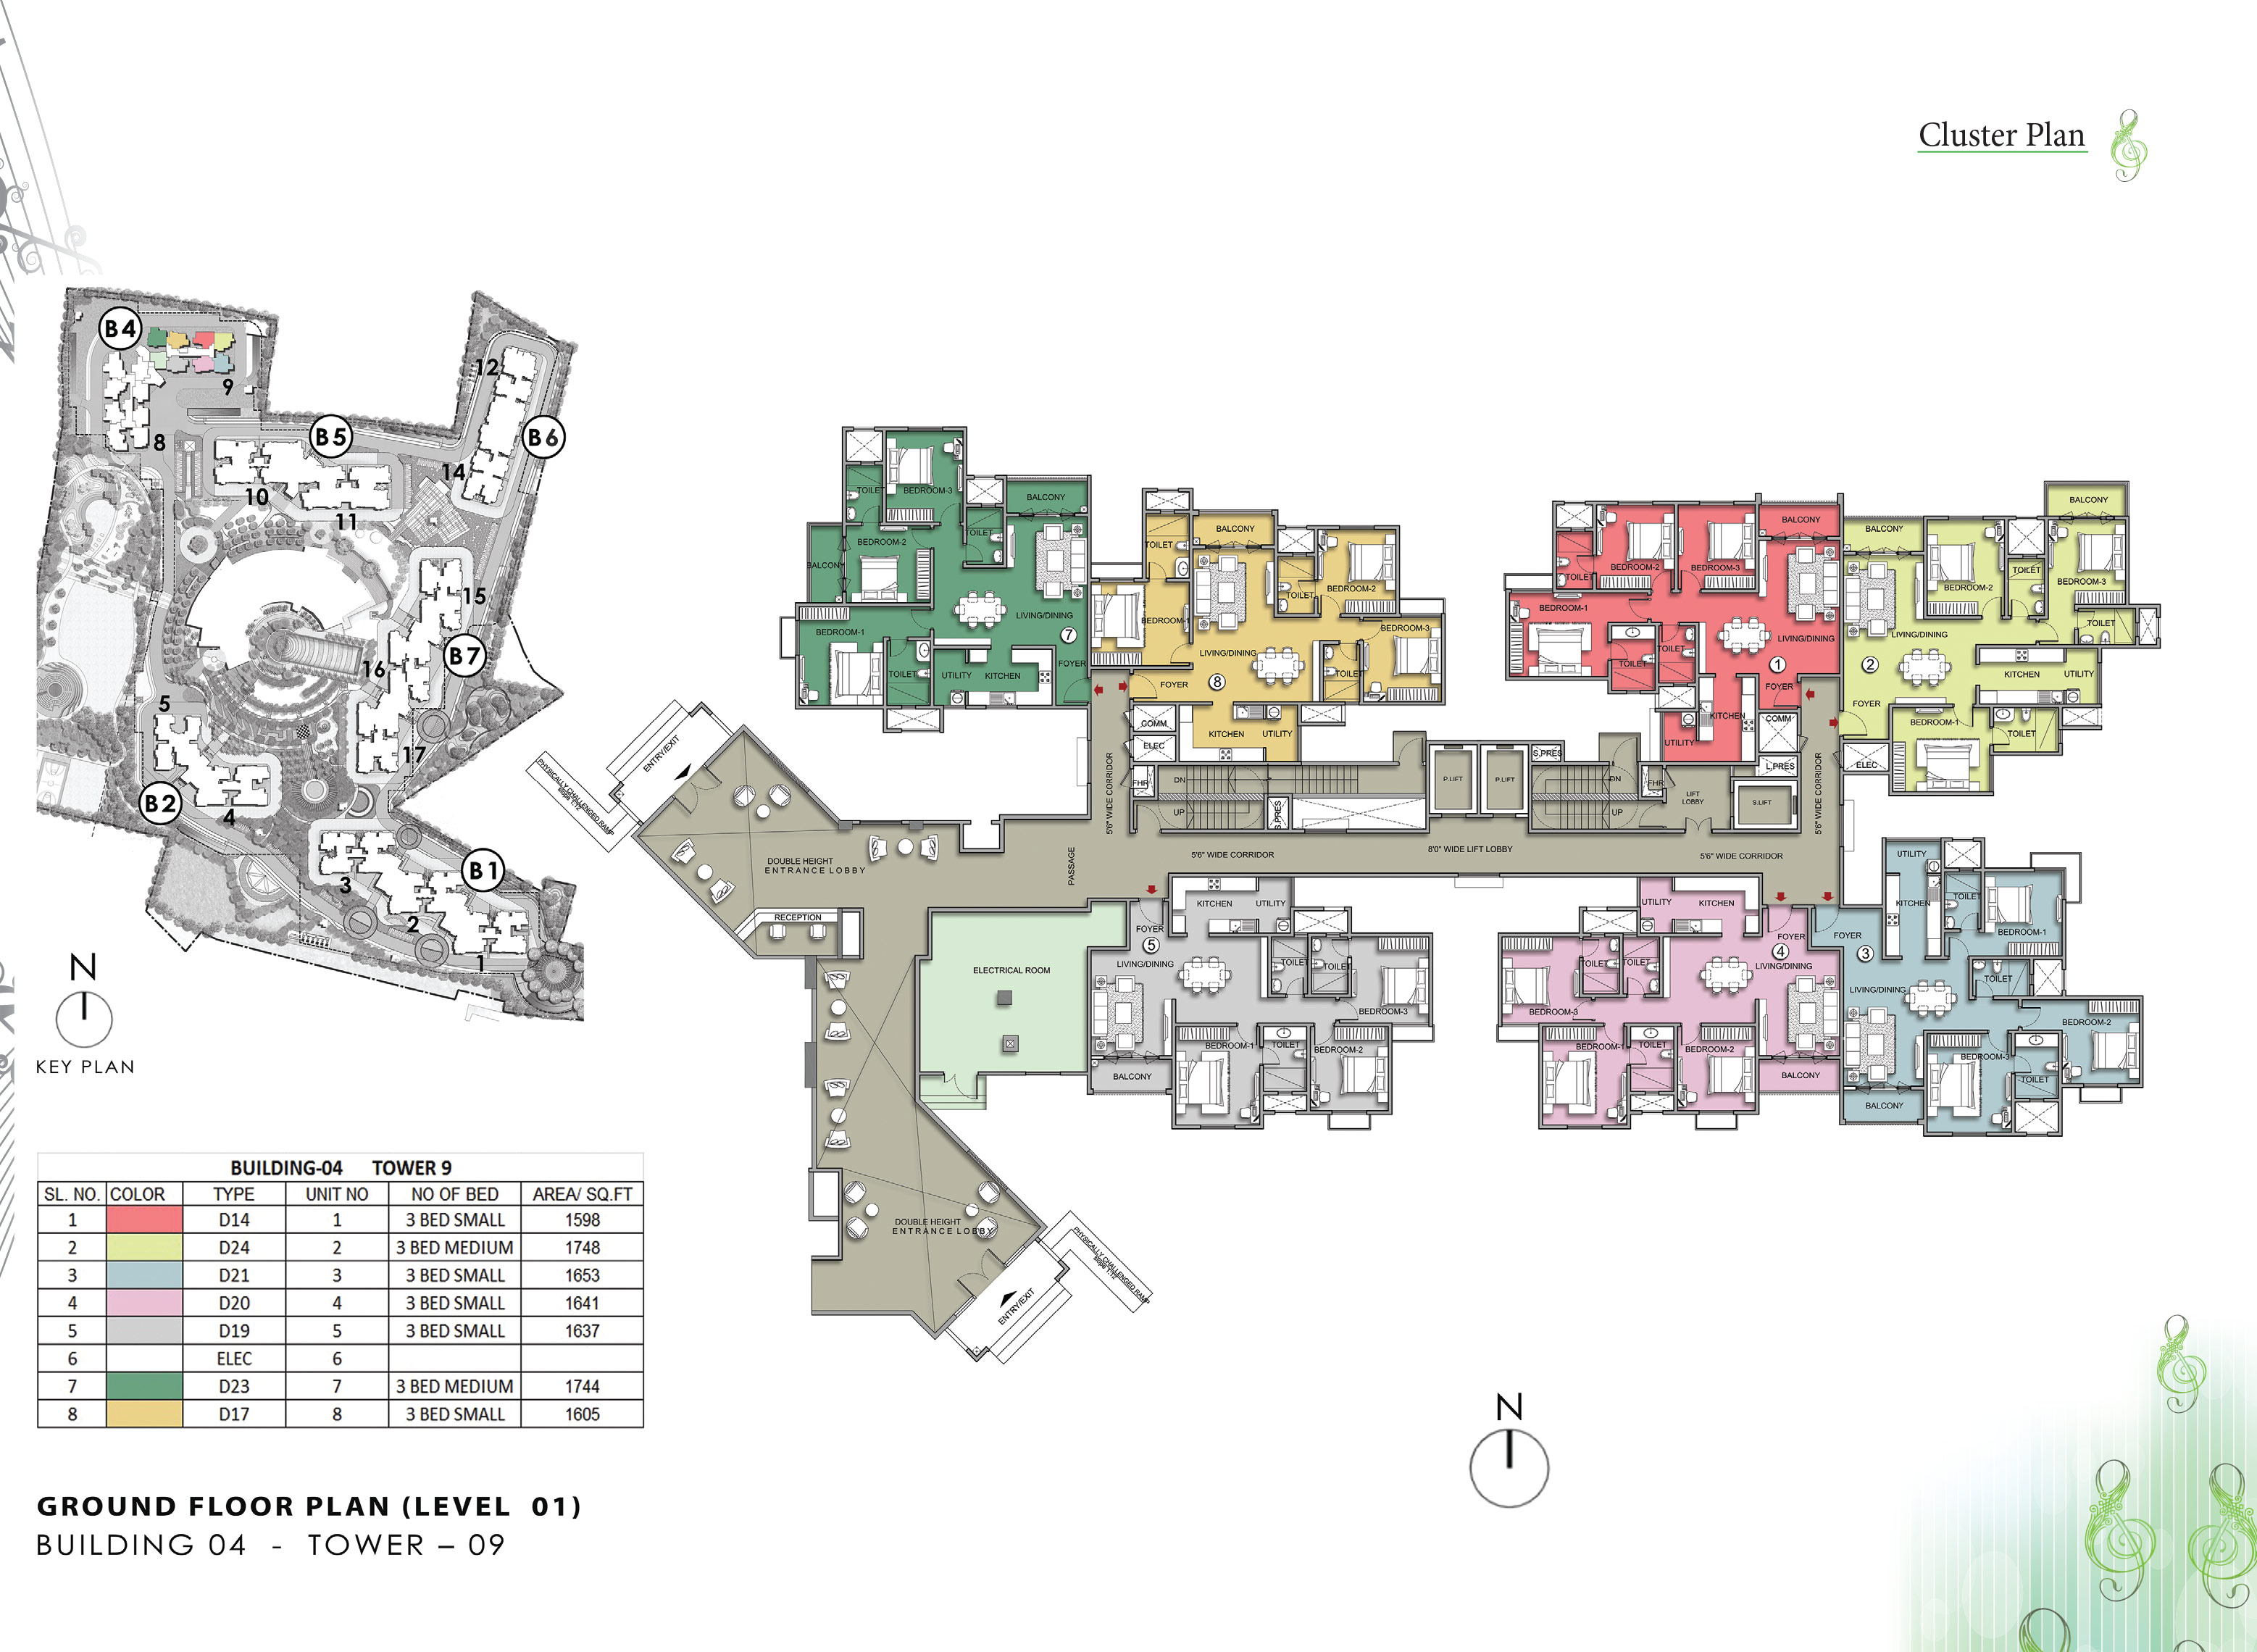 Cluster Plan
B4
9
8
B5
10
11
12
B6
14
15
B7
16
17
5
B2
4
3
B1
2
1
N
KEY PLAN
BUILDING-04 TOWER 9
SL. NO. COLOR TYPE UNIT NO NO OF BED AREA/ SQ.FT
1 D14 1 3 BED SMALL 1598
2 D24 2 3 BED MEDIUM 1748
3 D21 3 3 BED SMALL 1653
4 D20 4 3 BED SMALL 1641
5 D19 5 3 BED SMALL 1637
6 ELEC 6
7 D23 7 3 BED MEDIUM 1744
8 D17 8 3 BED SMALL 1605
GROUND FLOOR PLAN (LEVEL 01)
BUILDING 04 - TOWER – 09
TOILET
BEDROOM-3
BALCONY
BEDROOM-2
TOILET
BALCONY
LIVING/DINING
7
BEDROOM-1
TOILET
UTILITY
KITCHEN
FOYER
BALCONY
TOILET
TOILET
BEDROOM-2
BEDROOM-1
BEDROOM-3
LIVING/DINING
TOILET
FOYER
8
KITCHEN
UTILITY
COMM
ELEC
FHR
DN
UP
S.PRES
5'6" WIDE CORRIDOR
P.LIFT
P.LIFT
S.PRES
DN
UP
FHR
LIFT
LOBBY
L.PRES
S.LIFT
COMM
BALCONY
TOILET
BEDROOM-2
BEDROOM-3
BEDROOM-1
LIVING/DINING
TOILET
TOILET
1
FOYER
KITCHEN
UTILITY
5'6" WIDE CORRIDOR
BALCONY
BALCONY
TOILET
BEDROOM-2
BEDROOM-3
LIVING/DINING
TOILET
2
KITCHEN
UTILITY
FOYER
BEDROOM-1
TOILET
ELEC
ENTRY/EXIT
PHYSICALLY CHALLENGED RAMP
Slope 1:12
DOUBLE HEIGHT
ENTRANCE LOBBY
RECEPTION
PASSAGE
5'6" WIDE CORRIDOR
8'0" WIDE LIFT LOBBY
5'6" WIDE CORRIDOR
ELECTRICAL ROOM
KITCHEN
UTILITY
FOYER
5
LIVING/DINING
TOILET
TOILET
BEDROOM-3
BEDROOM-1
TOILET
BEDROOM-2
BALCONY
UTILITY
KITCHEN
FOYER
4
TOILET
TOILET
LIVING/DINING
BEDROOM-3
BEDROOM-1
TOILET
BEDROOM-2
BALCONY
UTILITY
TOILET
KITCHEN
BEDROOM-1
FOYER
3
TOILET
LIVING/DINING
BEDROOM-2
BEDROOM-3
TOILET
BALCONY
DOUBLE HEIGHT
ENTRANCE LOBBY
ENTRY/EXIT
PHYSICALLY CHALLENGED RAMP
Slope 1:12
N